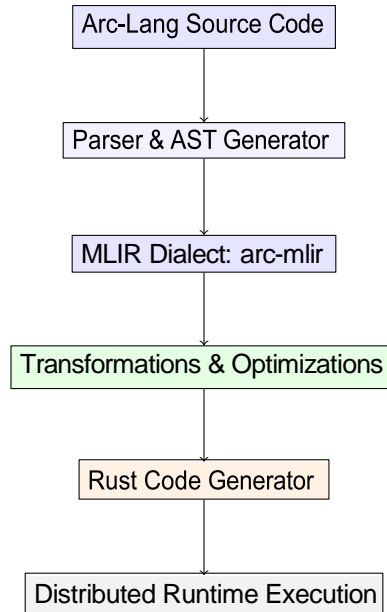 Arc-Lang Source Code
Parser & AST Generator
MLIR Dialect: arc-mlir
Transformations & Optimizations
Rust Code Generator
Distributed Runtime Execution